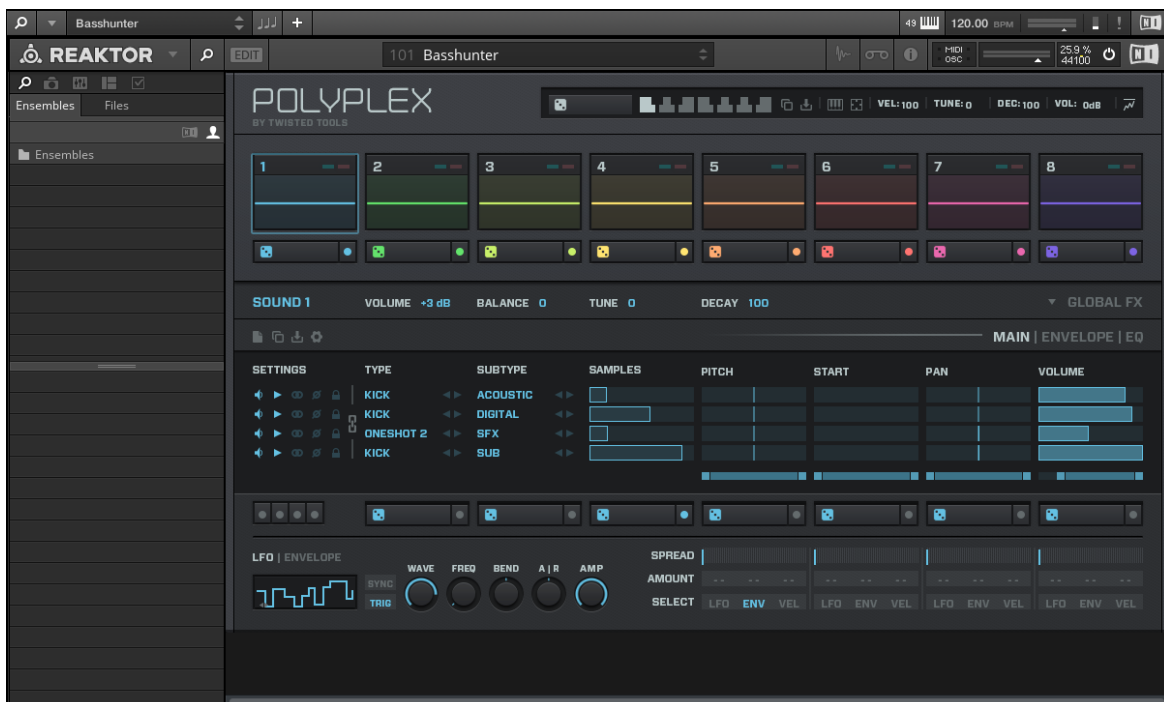 Basshunter 49 120.00 BPM !
REAKTOR EDIT 101 Basshunter MIDI OSC 25.9 % 44100 NI
Ensembles Files
Ensembles
POLYPLEX
BY TWISTED TOOLS
VEL: 100 TUNE: 0 DEC: 100 VOL: 0dB
1 2 3 4 5 6 7 8
SOUND 1 VOLUME +3 dB BALANCE 0 TUNE 0 DECAY 100 GLOBAL FX
MAIN | ENVELOPE | EQ
SETTINGS TYPE SUBTYPE SAMPLES PITCH START PAN VOLUME
KICK ACOUSTIC
KICK DIGITAL
ONESHOT 2 SFX
KICK SUB
LFO | ENVELOPE
WAVE FREQ BEND A | R AMP
SYNC
TRIG
SPREAD
AMOUNT -- -- -- -- -- -- -- -- -- -- -- --
SELECT LFO ENV VEL LFO ENV VEL LFO ENV VEL LFO ENV VEL